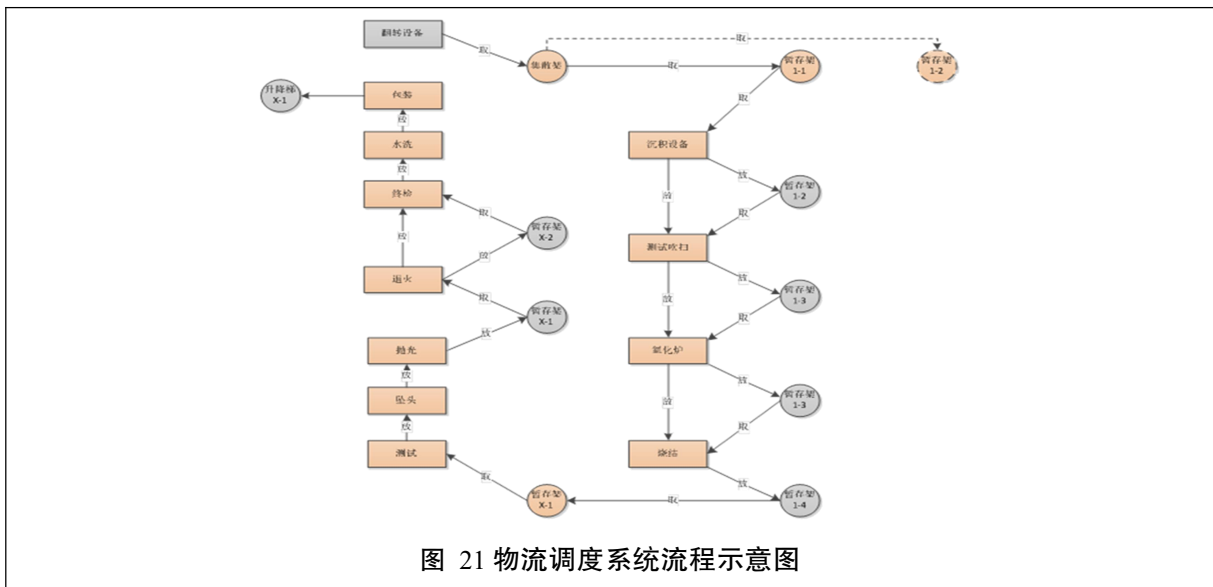 翻转设备
取
取
取
集散架
暂存架
1-1
暂存架
1-2
升降梯
X-1
包装
放
取
水洗
沉积设备
放
放
终检
暂存架
1-2
取
放
取
放
暂存架
X-2
测试吹扫
放
退火
放
暂存架
1-3
取
放
取
暂存架
X-1
放
抛光
氧化炉
放
放
坠头
放
暂存架
1-3
放
取
测试
烧结
取
放
暂存架
X-1
取
暂存架
1-4
图 21 物流调度系统流程示意图